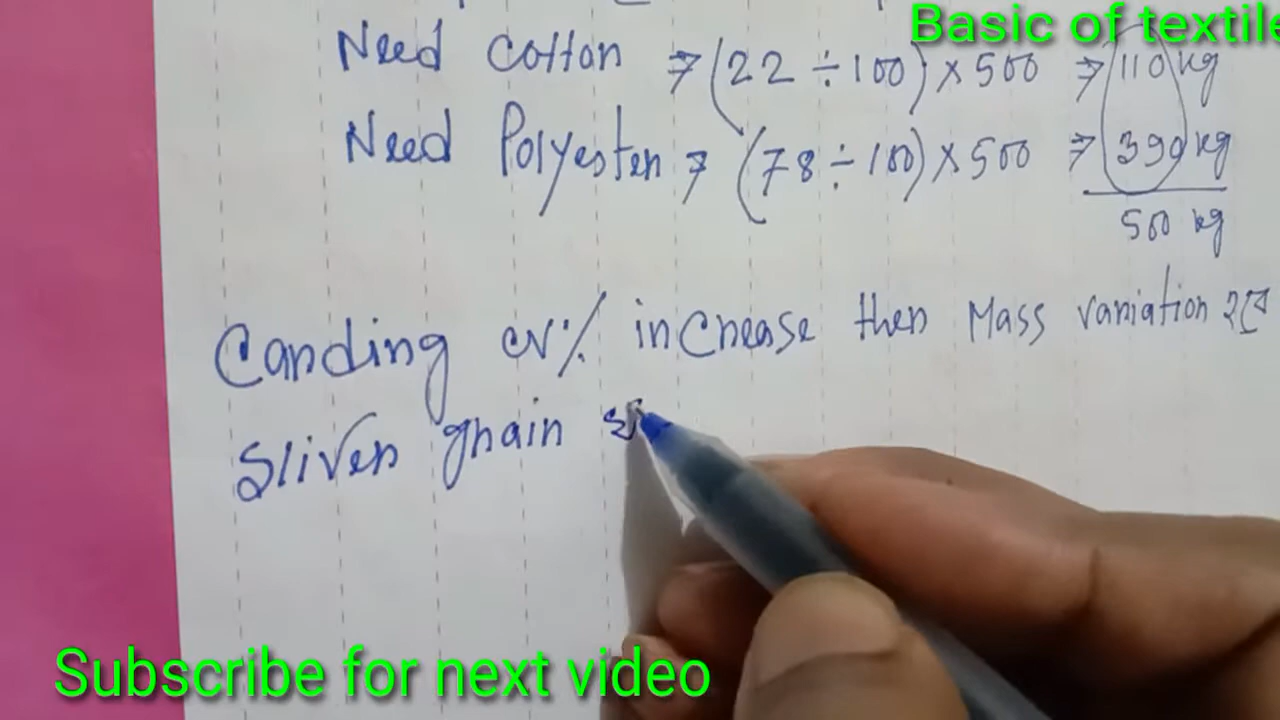 Basic of textile
Need Cotton ⇒ (22 ÷ 100) × 500 ⇒ 110 kg
Need Polyester ⇒ (78 ÷ 100) × 500 ⇒ 390 kg
500 kg
Carding CV% increase then Mass variation হবে
Sliver grain
Subscribe for next video